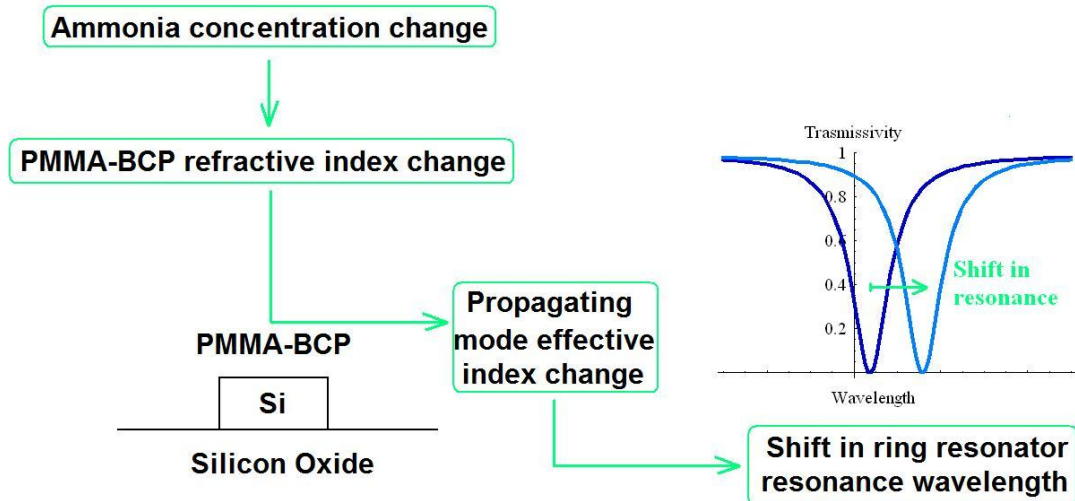 Ammonia concentration change
PMMA-BCP refractive index change
PMMA-BCP
Si
Silicon Oxide
Propagating
mode effective
index change
Trasmissivity
1
0.8
0.6
0.4
0.2
Shift in
resonance
Wavelength
Shift in ring resonator
resonance wavelength